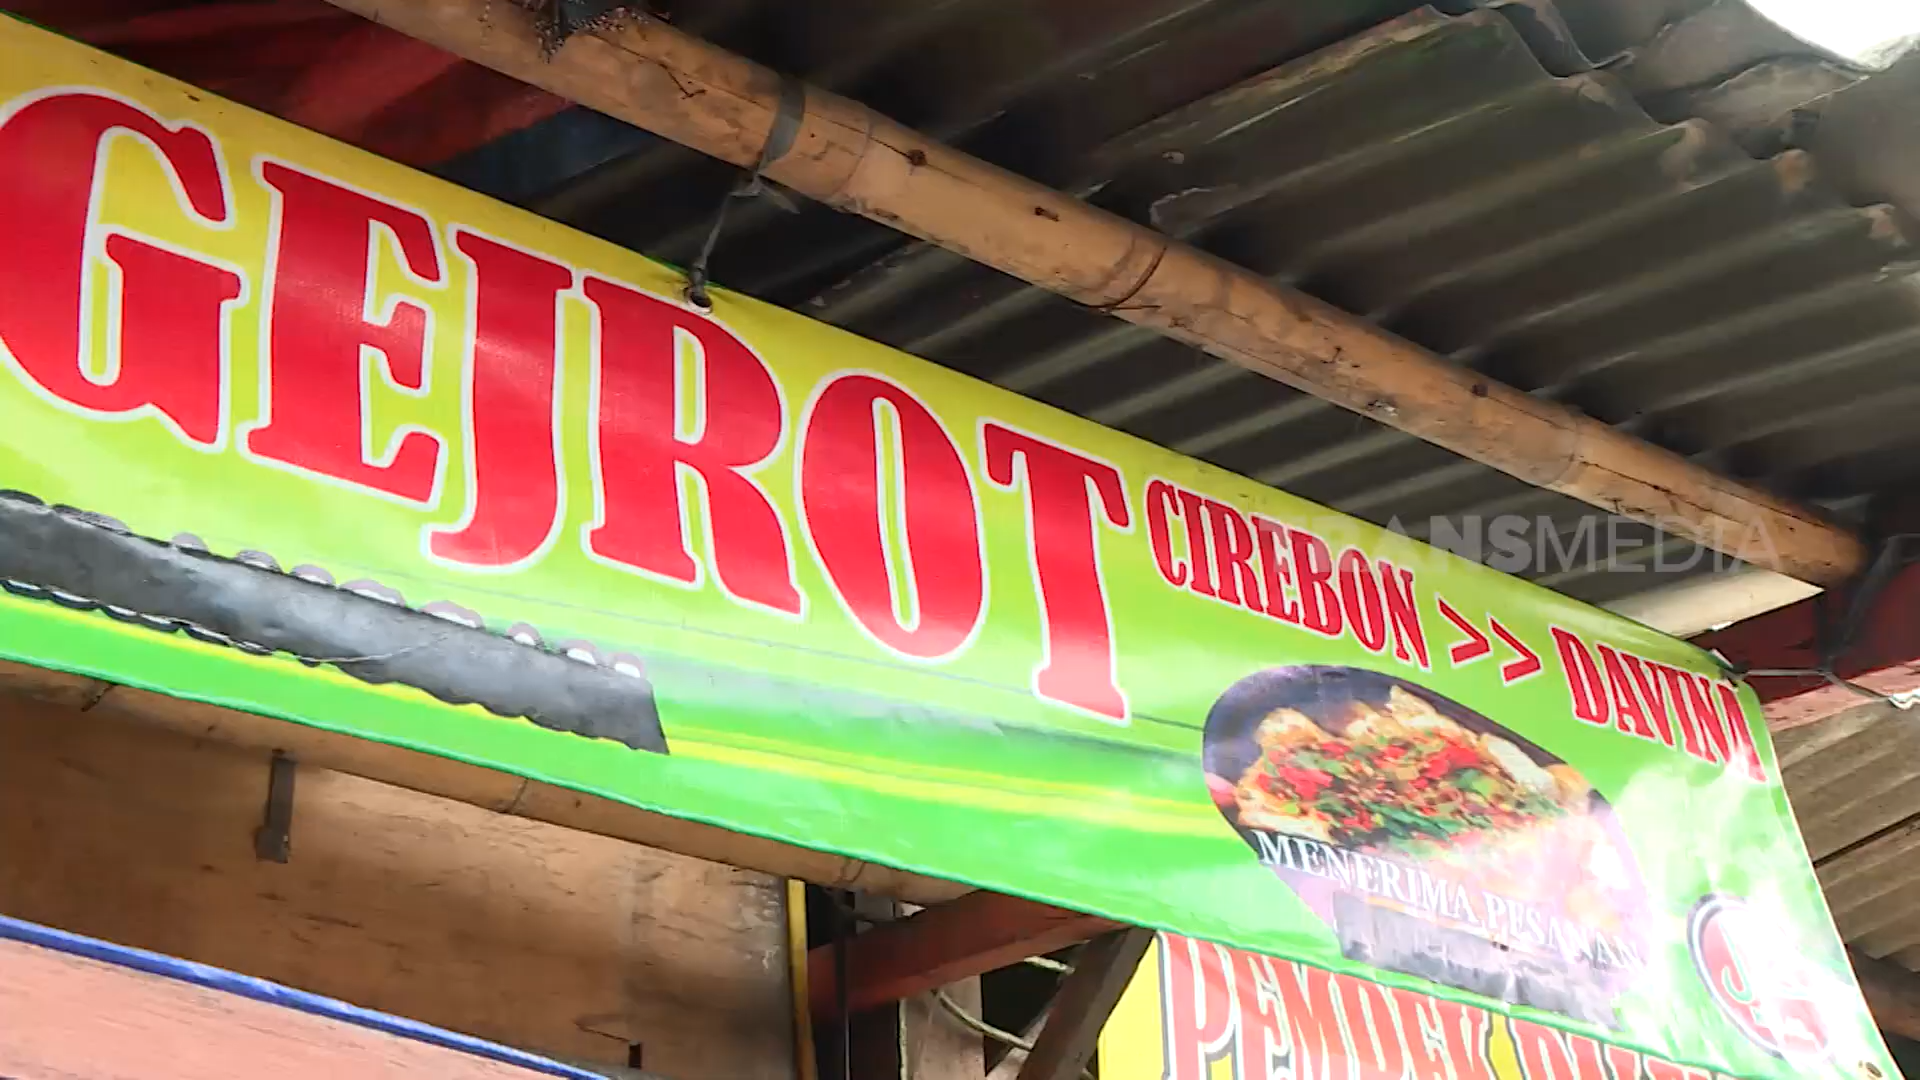 GEJROT CIREBON >> DAVINA
TRANSMEDIA
MENERIMA PESANAN
PEMPEK